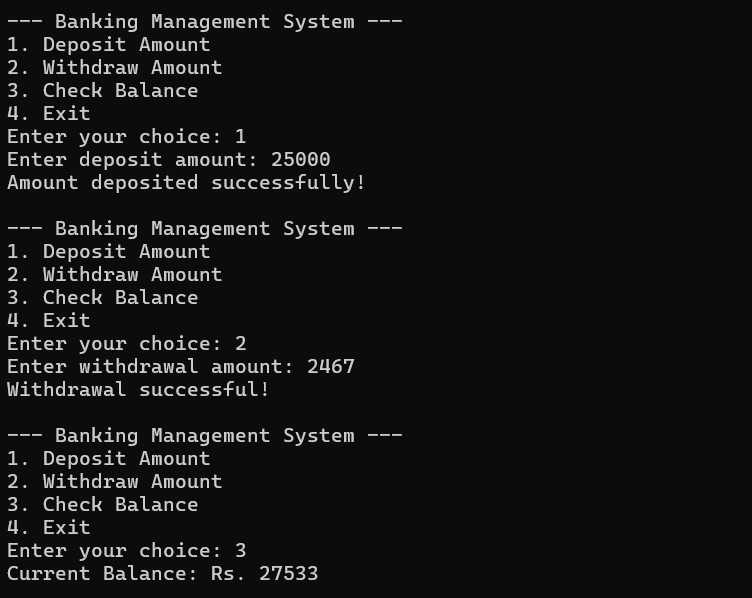 --- Banking Management System ---
1. Deposit Amount
2. Withdraw Amount
3. Check Balance
4. Exit
Enter your choice: 1
Enter deposit amount: 25000
Amount deposited successfully!

--- Banking Management System ---
1. Deposit Amount
2. Withdraw Amount
3. Check Balance
4. Exit
Enter your choice: 2
Enter withdrawal amount: 2467
Withdrawal successful!

--- Banking Management System ---
1. Deposit Amount
2. Withdraw Amount
3. Check Balance
4. Exit
Enter your choice: 3
Current Balance: Rs. 27533